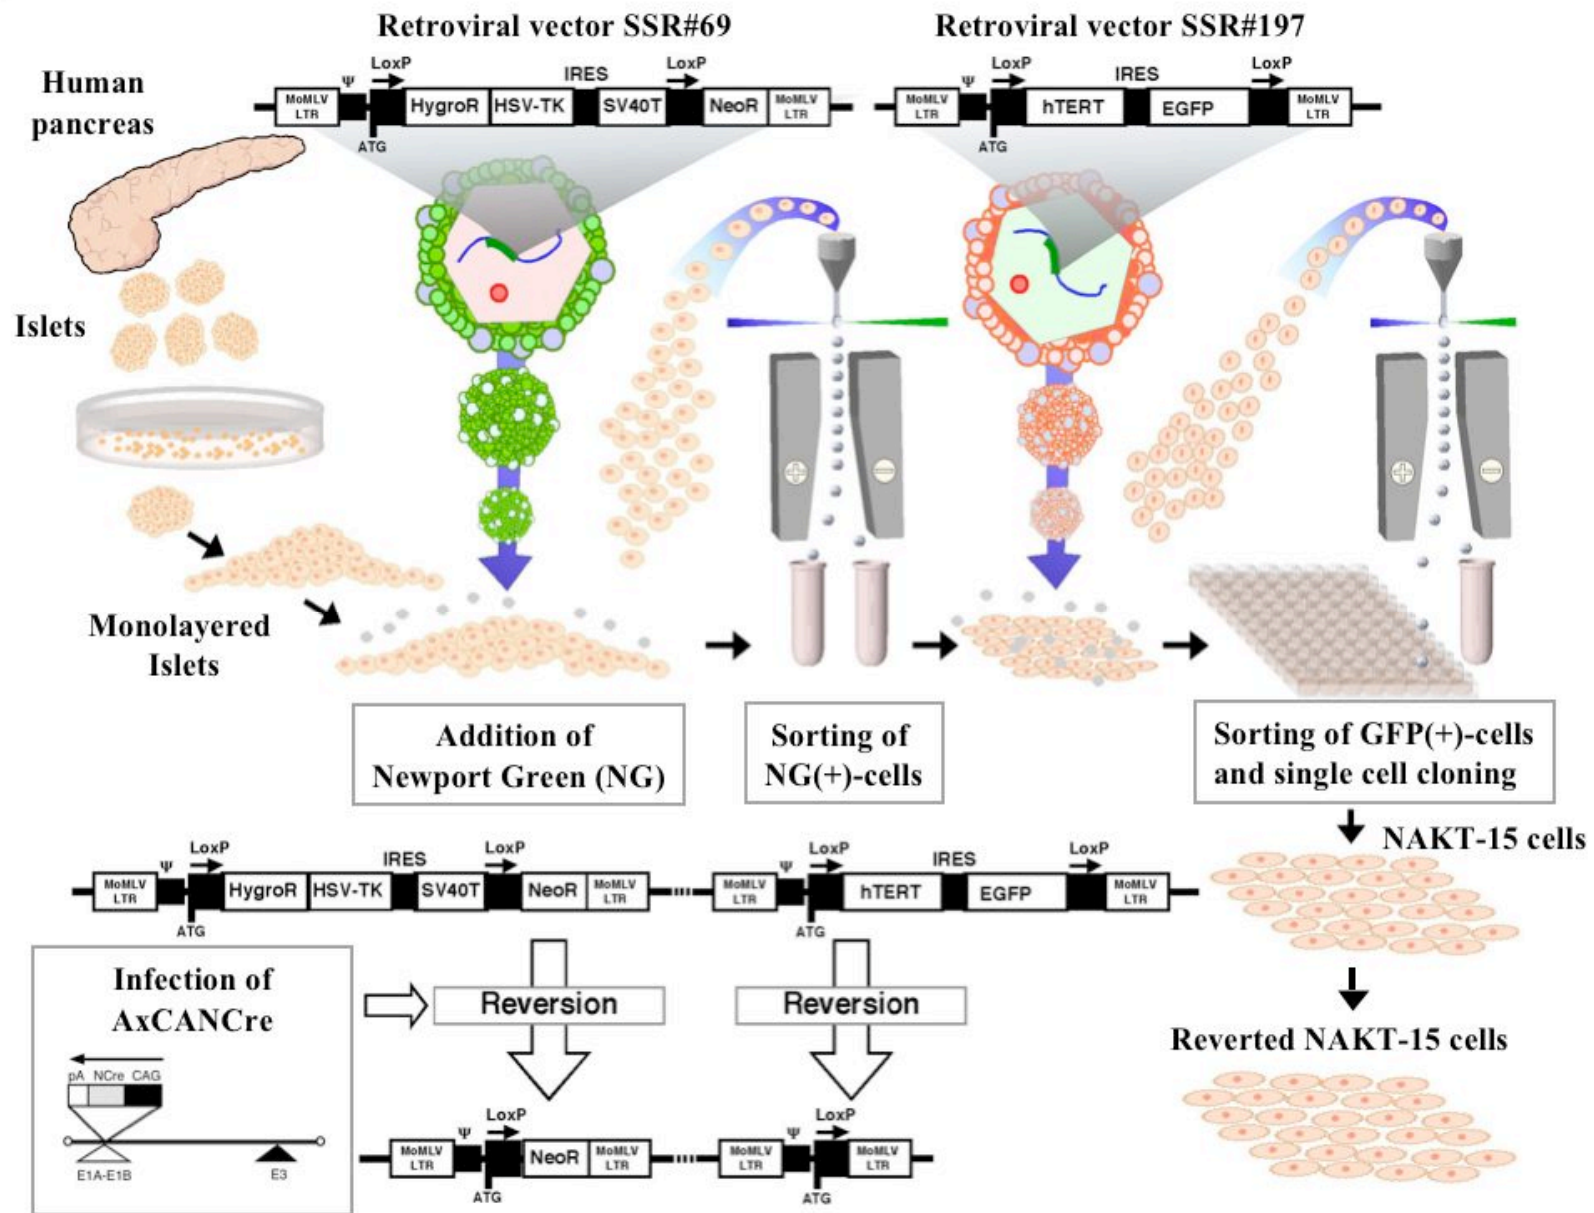 Retroviral vector SSR#69
Retroviral vector SSR#197
Human
pancreas
Ψ
LoxP
IRES
LoxP
MoMLV
LTR
HygroR
HSV-TK
SV40T
NeoR
MoMLV
LTR
ATG
Ψ
LoxP
IRES
LoxP
MoMLV
LTR
hTERT
EGFP
MoMLV
LTR
ATG
Islets
Monolayered
Islets
Addition of
Newport Green (NG)
Sorting of
NG(+)-cells
Sorting of GFP(+)-cells
and single cell cloning
NAKT-15 cells
Ψ
LoxP
IRES
LoxP
MoMLV
LTR
HygroR
HSV-TK
SV40T
NeoR
MoMLV
LTR
ATG
Ψ
LoxP
IRES
LoxP
MoMLV
LTR
hTERT
EGFP
MoMLV
LTR
ATG
Infection of
AxCANCre
pA NCre CAG
E1A-E1B
E3
Reversion
Reversion
Reverted NAKT-15 cells
Ψ
LoxP
MoMLV
LTR
NeoR
MoMLV
LTR
ATG
Ψ
LoxP
MoMLV
LTR
MoMLV
LTR
ATG